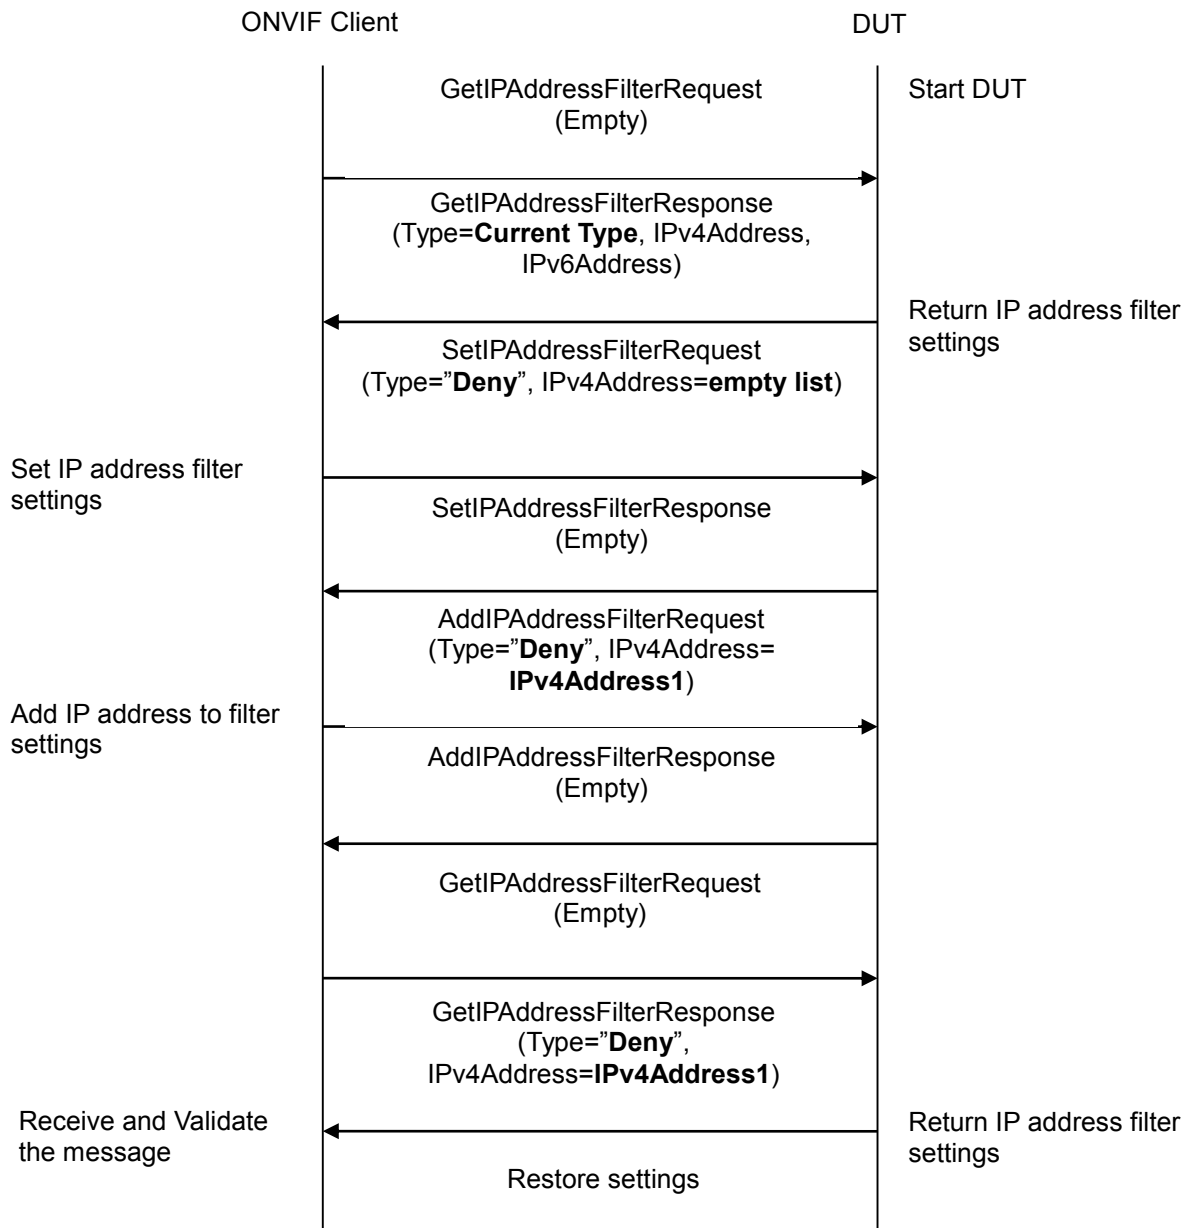 ONVIF Client
DUT
GetIPAddressFilterRequest
(Empty)
Start DUT
GetIPAddressFilterResponse
(Type=Current Type, IPv4Address,
IPv6Address)
Return IP address filter
settings
SetIPAddressFilterRequest
(Type=”Deny”, IPv4Address=empty list)
Set IP address filter
settings
SetIPAddressFilterResponse
(Empty)
AddIPAddressFilterRequest
(Type=”Deny”, IPv4Address=
IPv4Address1)
Add IP address to filter
settings
AddIPAddressFilterResponse
(Empty)
GetIPAddressFilterRequest
(Empty)
GetIPAddressFilterResponse
(Type=”Deny”,
IPv4Address=IPv4Address1)
Receive and Validate
the message
Return IP address filter
settings
Restore settings